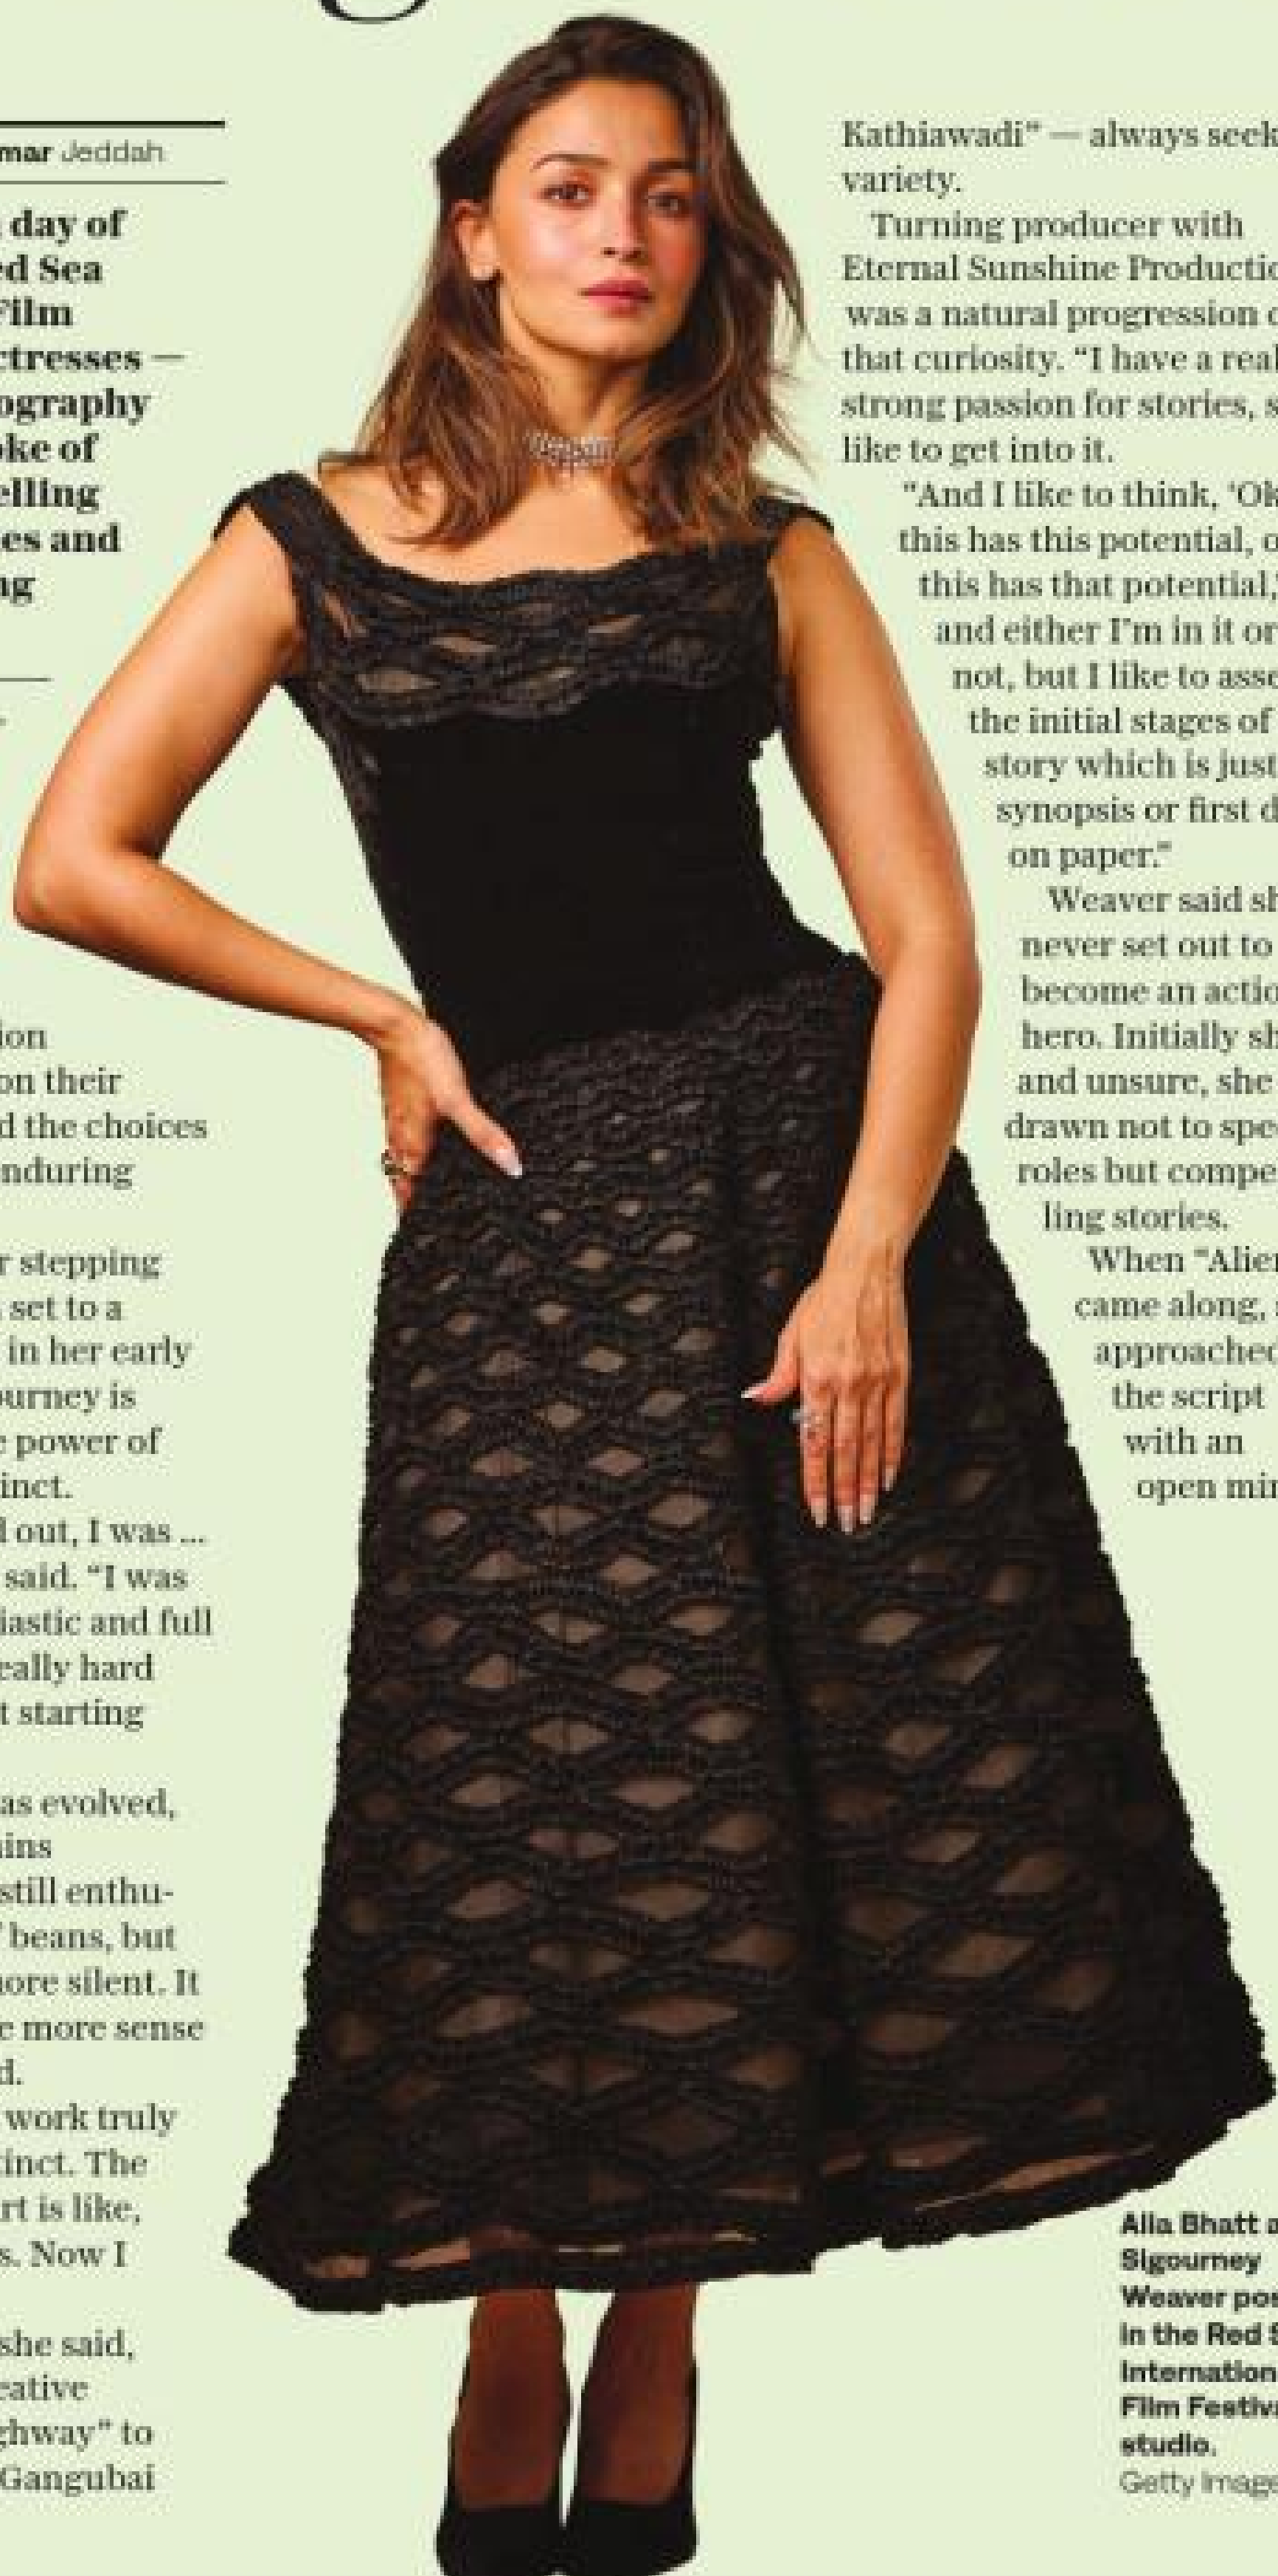 mar Jeddah
day of
ed Sea
Film
ctresses —
ography
oke of
elling
es and
ng
ion
on their
d the choices
nduring
r stepping
set to a
in her early
ourney is
e power of
inct.
l out, I was ...
said. “I was
iastic and full
eally hard
t starting
as evolved,
ains
still enthu-
f beans, but
nore silent. It
e more sense
d.
work truly
tinct. The
rt is like,
s. Now I
she said,
eative
ghway” to
Gangubai
Kathiawadi” — always seek
variety.
Turning producer with
Eternal Sunshine Productio
was a natural progression o
that curiosity. “I have a real
strong passion for stories, s
like to get into it.
“And I like to think, ‘Ok
this has this potential, o
this has that potential,’
and either I’m in it or
not, but I like to asse
the initial stages of
story which is just
synopsis or first d
on paper.”
Weaver said sh
never set out to
become an actio
hero. Initially sh
and unsure, she
drawn not to spe
roles but compe
ling stories.
When “Alien
came along, s
approached
the script
with an
open min
Alia Bhatt a
Sigourney
Weaver pos
in the Red S
Internation
Film Festiva
studio.
Getty Image